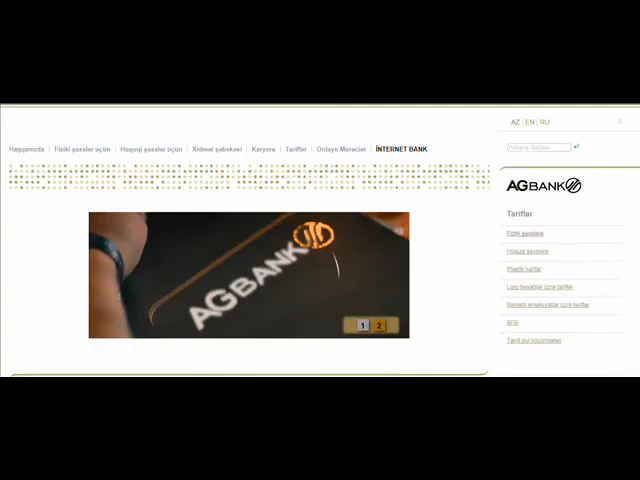 AZ | EN | RU
Haqqımızda | Fiziki şəxslər üçün | Hüquqi şəxslər üçün | Xidmət şəbəkəsi | Karyera | Tariflər | Onlayn Müraciət | İNTERNET BANK
AGBANK
AGBANK
1 2
Tariflər
Fiziki şəxslərə
Hüquqi şəxslərə
Plastik kartlar
Loro hesablar üzrə tariflər
Sənədli əməliyyatlar üzrə tariflər
Təcili pul köçürmələri